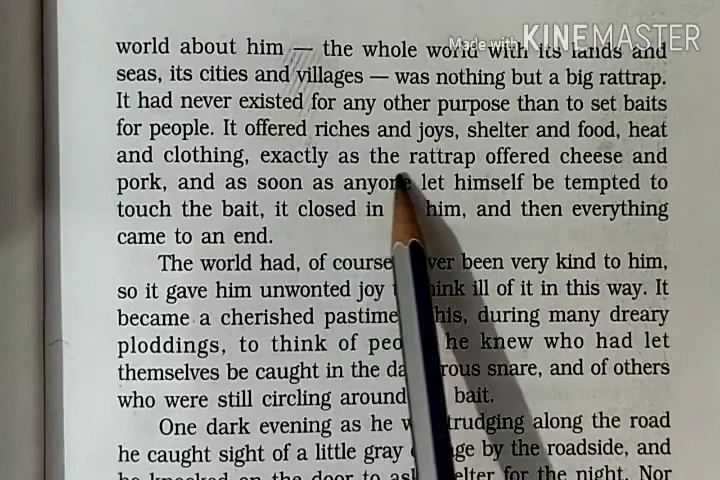 Made with KINEMASTER
world about him — the whole world with its lands and
seas, its cities and villages — was nothing but a big rattrap.
It had never existed for any other purpose than to set baits
for people. It offered riches and joys, shelter and food, heat
and clothing, exactly as the rattrap offered cheese and
pork, and as soon as anyone let himself be tempted to
touch the bait, it closed in him, and then everything
came to an end.
The world had, of course been very kind to him,
so it gave him unwonted joy ill of it in this way. It
became a cherished pastime during many dreary
ploddings, to think of he knew who had let
themselves be caught in the snare, and of others
who were still circling around bait.
One dark evening as he trudging along the road
he caught sight of a little gray by the roadside, and
he knocked on the door to ask for the night. Nor